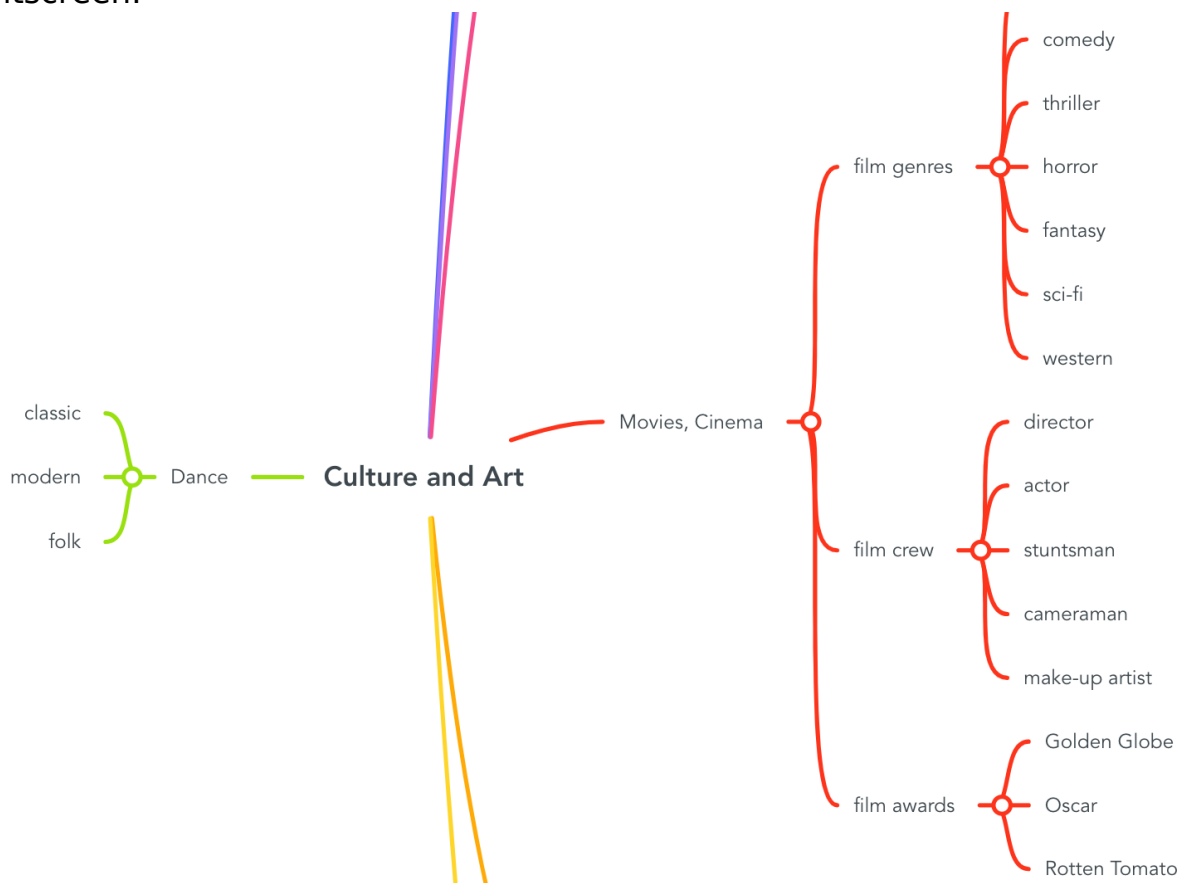 comedy
thriller
film genres
horror
fantasy
sci-fi
western
classic
modern
folk
Dance
Culture and Art
Movies, Cinema
director
actor
film crew
stuntsman
cameraman
make-up artist
Golden Globe
film awards
Oscar
Rotten Tomato